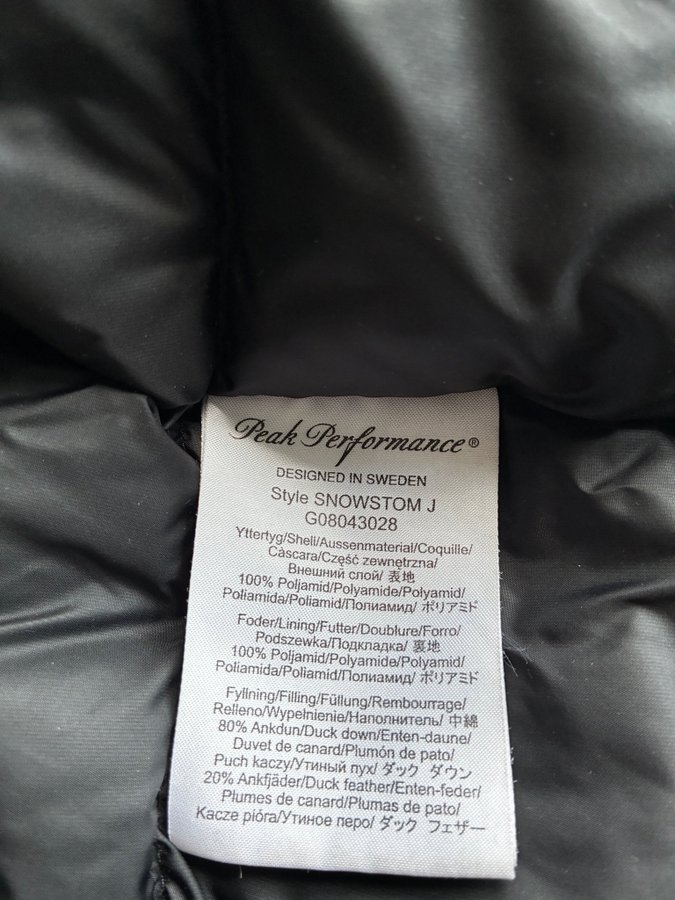 Peak Performance®
DESIGNED IN SWEDEN
Style SNOWSTOM J
G08043028
Yttertyg/Shell/Aussenmaterial/Coquille/
Càscara/Część zewnętrzna/
Внешний слой/ 表地
100% Poljamid/Polyamide/Polyamid/
Poliamida/Poliamid/Полиамид/ ポリアミド
Foder/Lining/Futter/Doublure/Forro/
Podszewka/Подкладка/ 裏地
100% Poljamid/Polyamide/Polyamid/
Poliamida/Poliamid/Полиамид/ ポリアミド
Fyllning/Filling/Füllung/Rembourrage/
Relleno/Wypełnienie/Наполнитель/ 中綿
80% Ankdun/Duck down/Enten-daune/
Duvet de canard/Plumón de pato/
Puch kaczy/Утиный пух/ ダック ダウン
20% Ankfjäder/Duck feather/Enten-feder/
Plumes de canard/Plumas de pato/
Kacze pióra/Утиное перо/ ダック フェザー